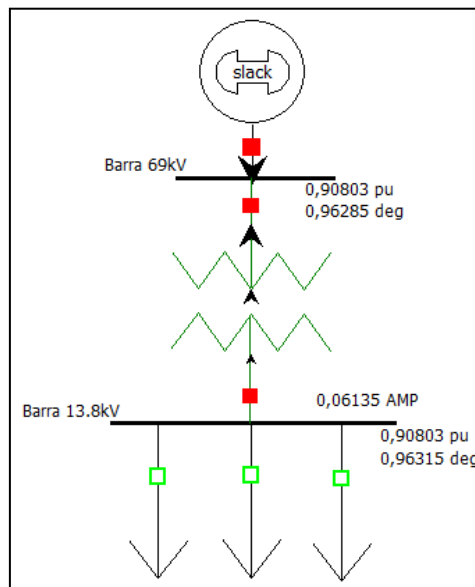 slack
Barra 69kV
0,90803 pu
0,96285 deg
0,06135 AMP
Barra 13.8kV
0,90803 pu
0,96315 deg